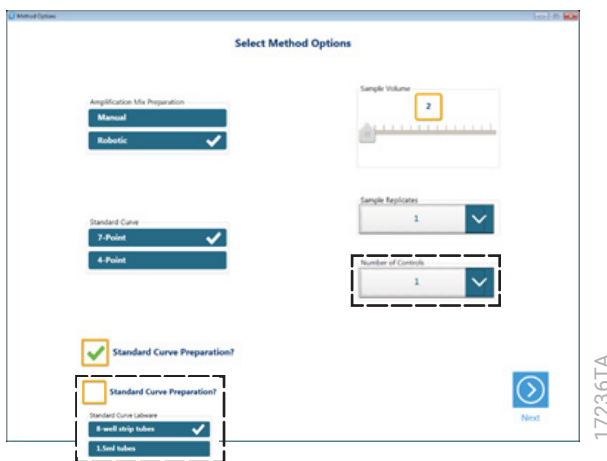 Method Options
Select Method Options
Amplification Mix Preparation
Manual
Robotic
Sample Volume
2
Standard Curve
7-Point
4-Point
Sample Replicates
1
Number of Controls
1
Standard Curve Preparation?
Standard Curve Preparation?
Standard Curve Labware
8-well strip tubes
1.5ml tubes
Next
17236TA